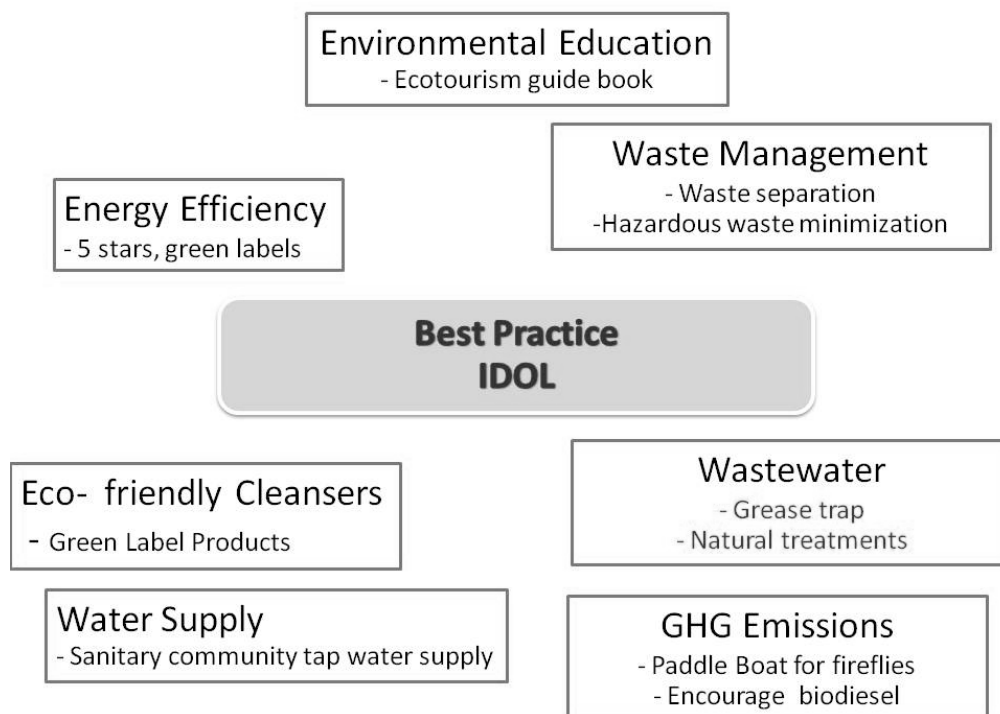 Environmental Education
- Ecotourism guide book
Waste Management
- Waste separation
-Hazardous waste minimization
Energy Efficiency
- 5 stars, green labels
Best Practice
IDOL
Eco- friendly Cleansers
- Green Label Products
Wastewater
- Grease trap
- Natural treatments
Water Supply
- Sanitary community tap water supply
GHG Emissions
- Paddle Boat for fireflies
- Encourage biodiesel